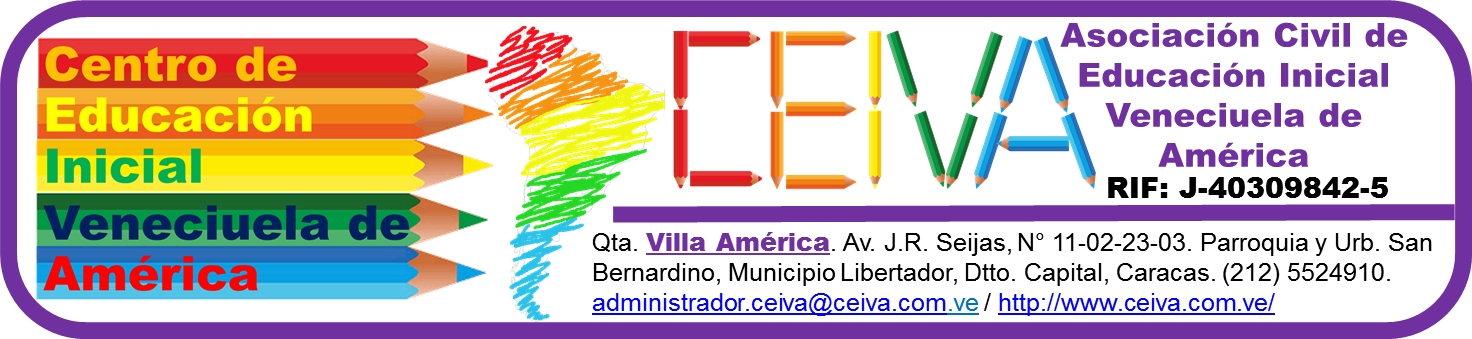 Centro de
Educación
Inicial
Veneciuela de
América
CEIVA
Asociación Civil de
Educación Inicial
Veneciuela de
América
RIF: J-40309842-5
Qta. Villa América. Av. J.R. Seijas, N° 11-02-23-03. Parroquia y Urb. San
Bernardino, Municipio Libertador, Dtto. Capital, Caracas. (212) 5524910.
administrador.ceiva@ceiva.com.ve / http://www.ceiva.com.ve/